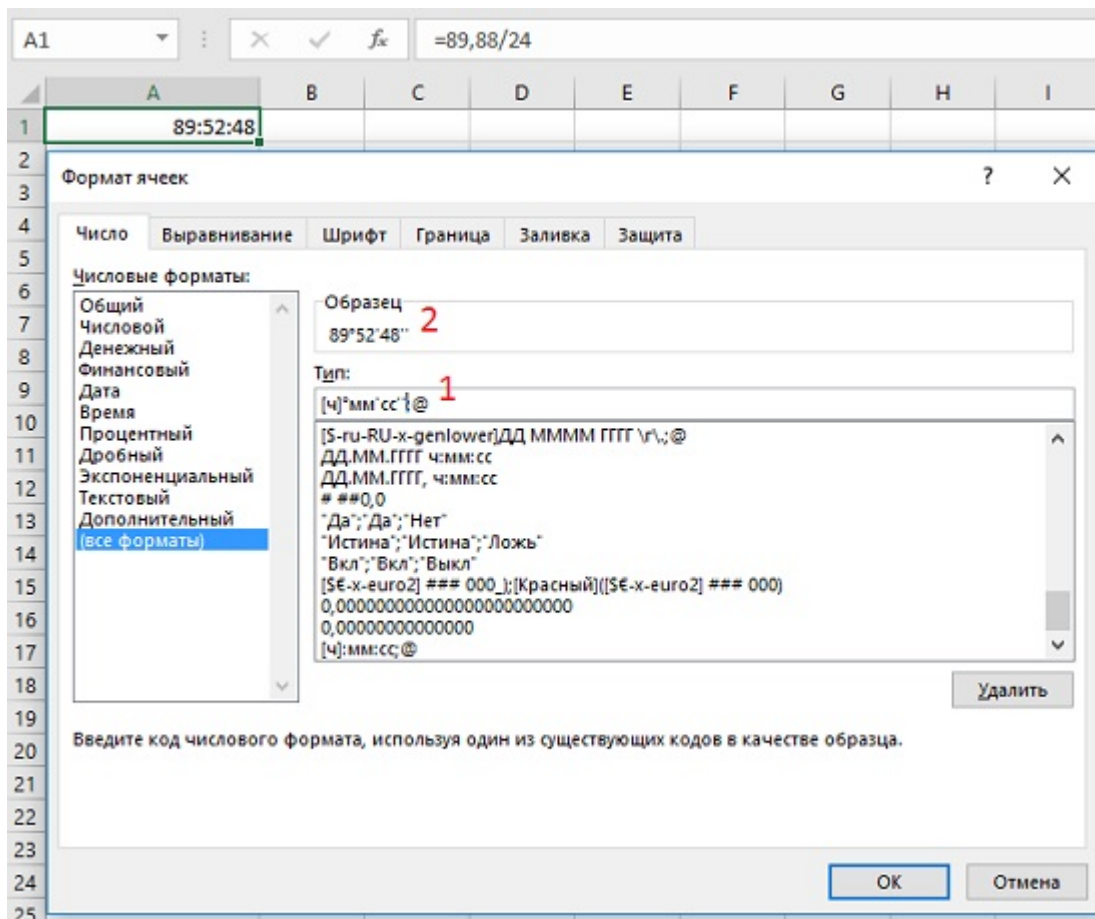 A1 fx =89,88/24
A B C D E F G H I
1 89:52:48
2
3
4
5
6
7
8
9
10
11
12
13
14
15
16
17
18
19
20
21
22
23
24
25
Формат ячеек ?
Число Выравнивание Шрифт Граница Заливка Защита
Числовые форматы:
Общий
Числовой
Денежный
Финансовый
Дата
Время
Процентный
Дробный
Экспоненциальный
Текстовый
Дополнительный
(все форматы)
Образец
89°52'48'' 2
Тип:
[ч]°мм'сс'';@ 1
[$-ru-RU-x-genlower]ДД ММММ ГГГГ \г\.;@
ДД.ММ.ГГГГ ч:мм:сс
ДД.ММ.ГГГГ, ч:мм:сс
# ##0,0
"Да";"Да";"Нет"
"Истина";"Истина";"Ложь"
"Вкл";"Вкл";"Выкл"
[$€-x-euro2] ### 000_);[Красный]([$€-x-euro2] ### 000)
0,000000000000000000000000
0,00000000000000
[ч]:мм:сс;@
Удалить
Введите код числового формата, используя один из существующих кодов в качестве образца.
ОК Отмена